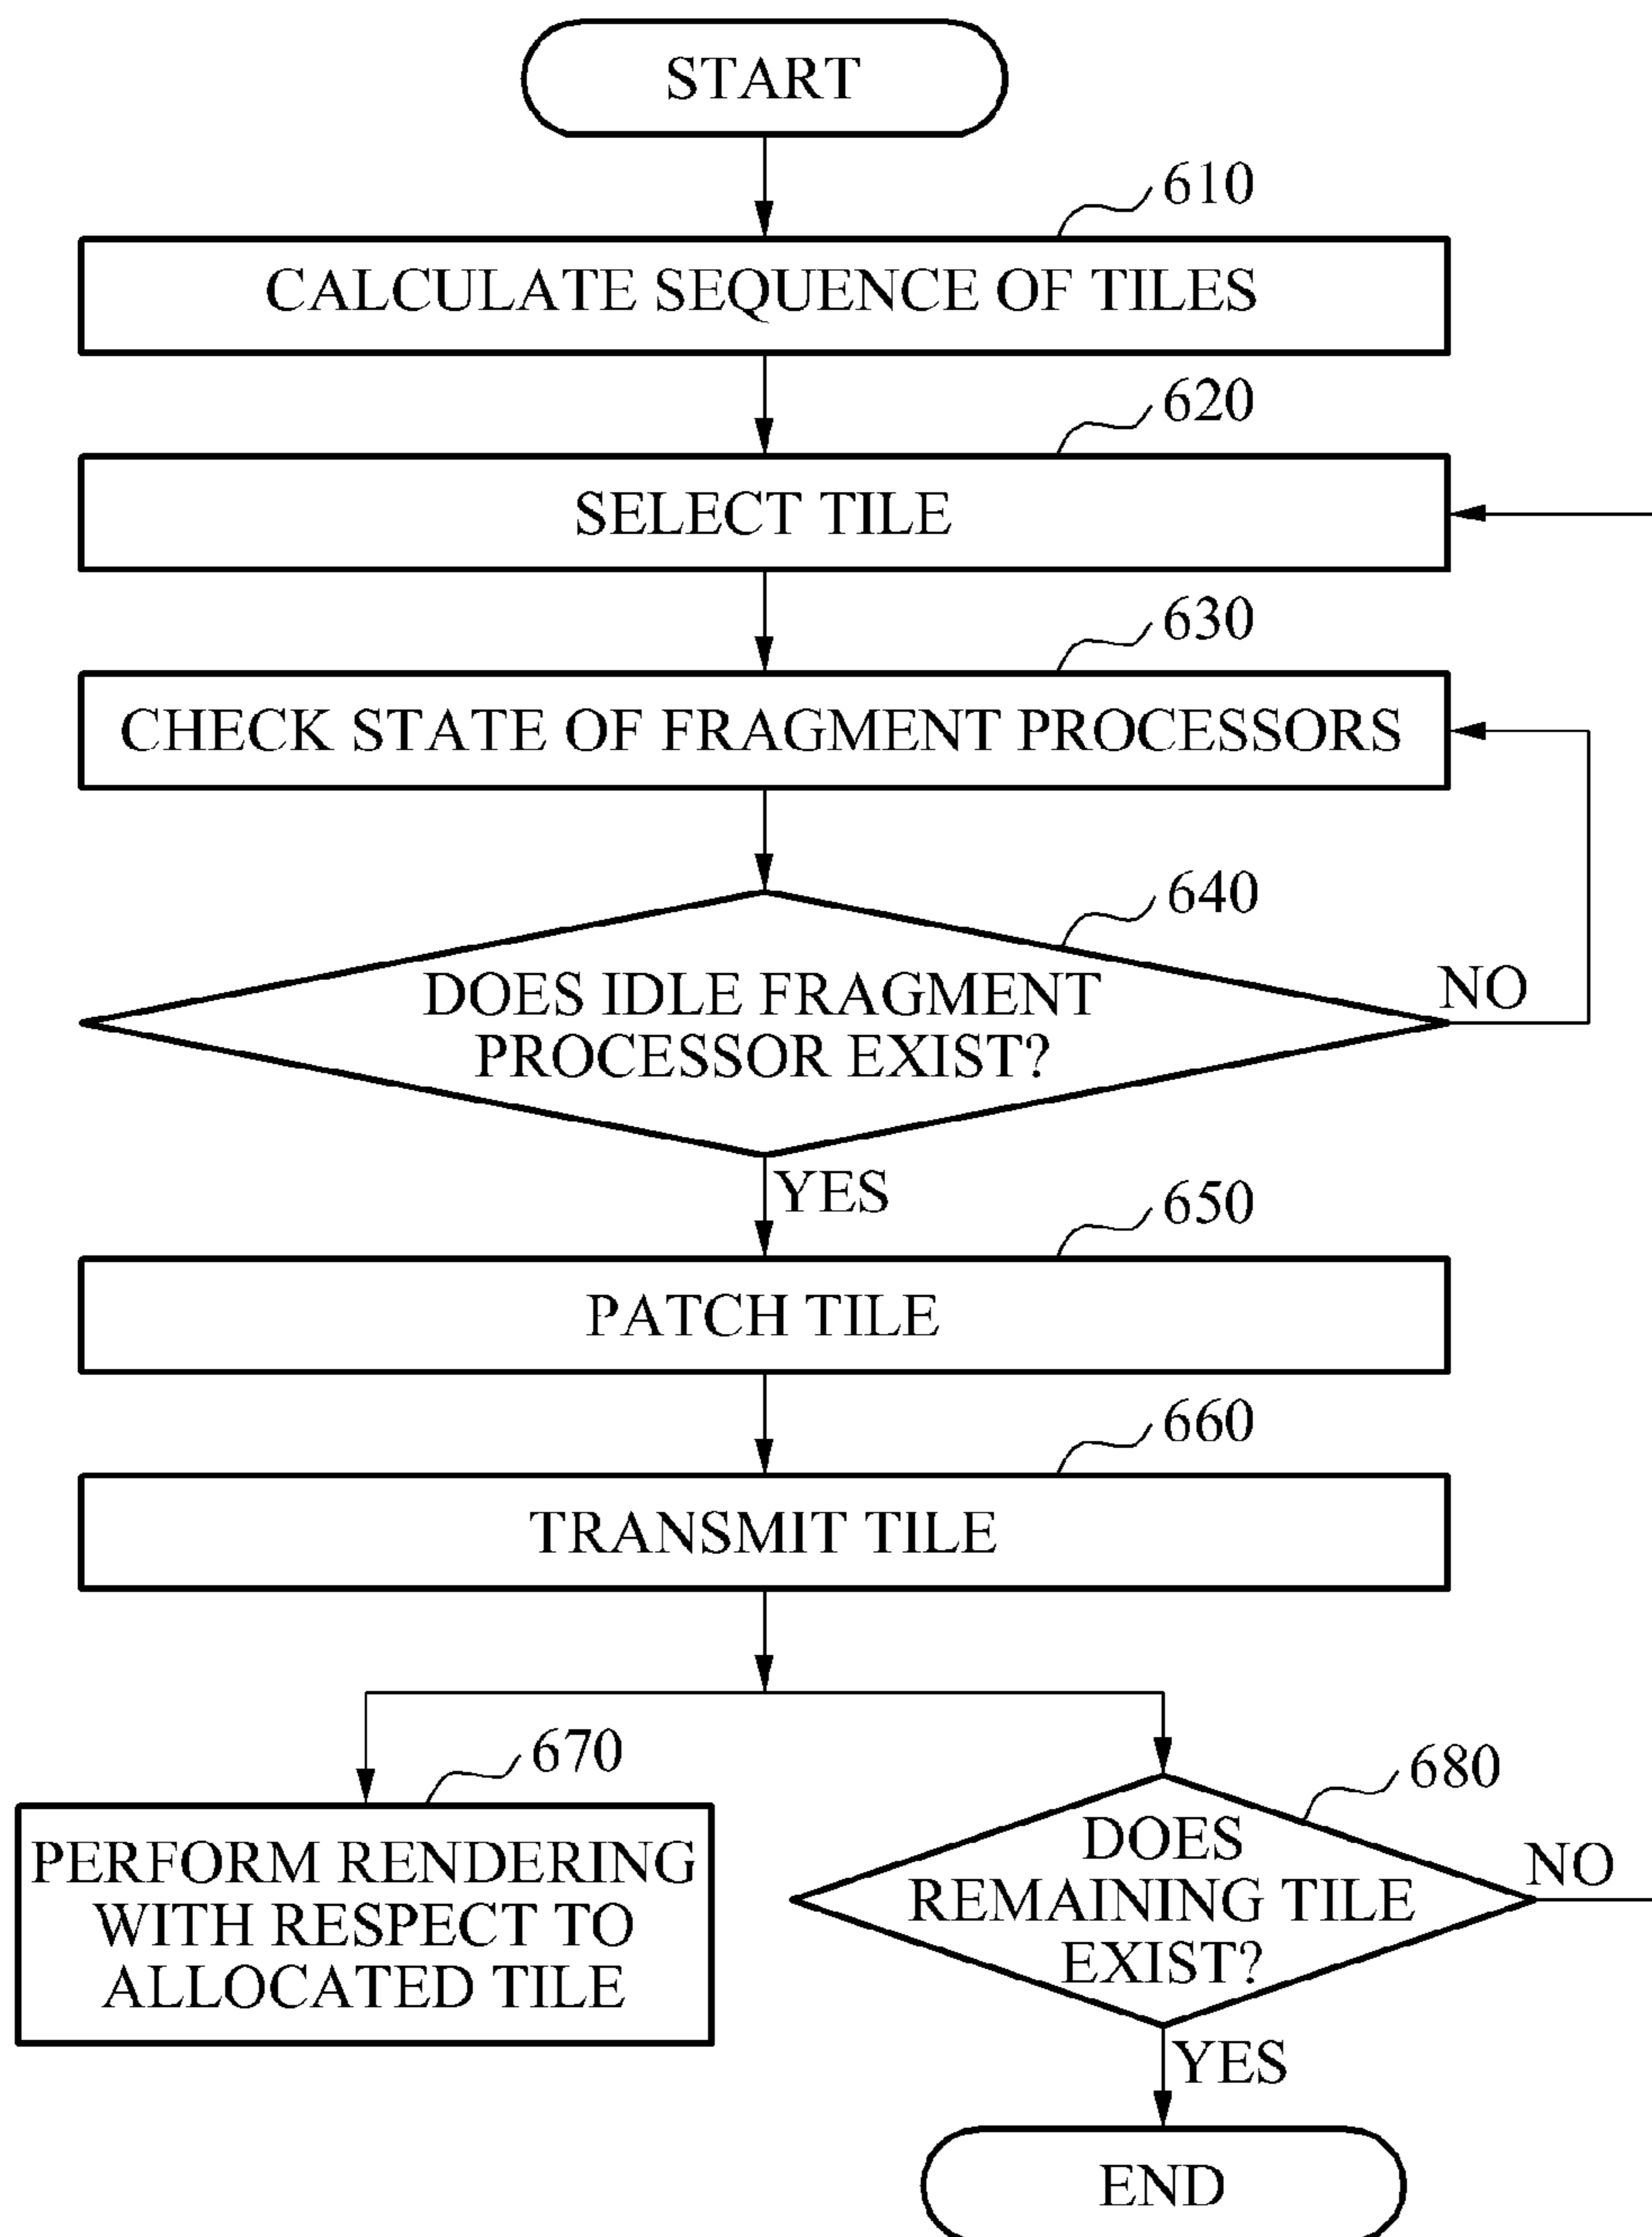 START
610
CALCULATE SEQUENCE OF TILES
620
SELECT TILE
630
CHECK STATE OF FRAGMENT PROCESSORS
640
DOES IDLE FRAGMENT
PROCESSOR EXIST?
NO
YES
650
PATCH TILE
660
TRANSMIT TILE
670
PERFORM RENDERING
WITH RESPECT TO
ALLOCATED TILE
680
DOES
REMAINING TILE
EXIST?
NO
YES
END